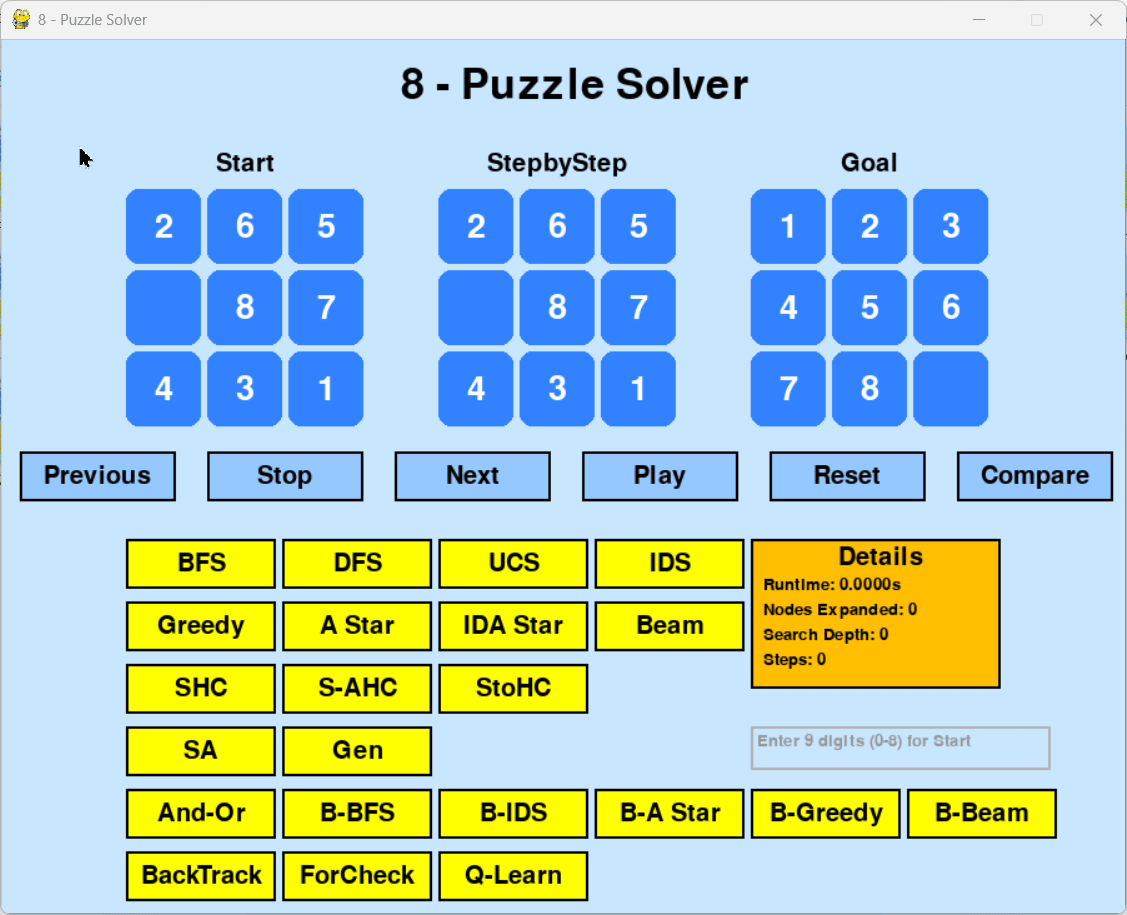 8 - Puzzle Solver
8 - Puzzle Solver
Start StepbyStep Goal
2 6 5 2 6 5 1 2 3
8 7 8 7 4 5 6
4 3 1 4 3 1 7 8
Previous Stop Next Play Reset Compare
BFS DFS UCS IDS
Details
Runtime: 0.0000s
Nodes Expanded: 0
Search Depth: 0
Steps: 0
Greedy A Star IDA Star Beam
SHC S-AHC StoHC
SA Gen
Enter 9 digits (0-8) for Start
And-Or B-BFS B-IDS B-A Star B-Greedy B-Beam
BackTrack ForCheck Q-Learn